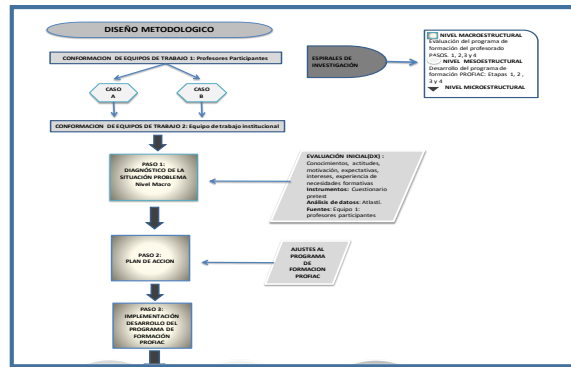 DISEÑO METODOLOGICO
CONFORMACION DE EQUIPOS DE TRABAJO 1: Profesores Participantes
CASO
A
CASO
B
CONFORMACION DE EQUIPOS DE TRABAJO 2: Equipo de trabajo institucional
ESPIRALES DE
INVESTIGACIÓN
NIVEL MACROESTRUCTURAL
Evaluación del programa de
formación del profesorado
PASOS. 1, 2,3 y 4
NIVEL MESOESTRUCTURAL
Desarrollo del programa de
formación PROFIAC: Etapas 1, 2 ,
3 y 4
NIVEL MICROESTRUCTURAL
PASO 1:
DIAGNÓSTICO DE LA
SITUACIÓN PROBLEMA
Nivel Macro
EVALUACIÓN INICIAL(DX) :
Conocimientos, actitudes,
motivación, expectativas,
intereses, experiencia de
necesidades formativas
Instrumentos: Cuestionario
pretest
Análisis de datos: Atlasti.
Fuentes: Equipo 1:
profesores participantes
PASO 2:
PLAN DE ACCION
AJUSTES AL
PROGRAMA
DE
FORMACION
PROFIAC
PASO 3:
IMPLEMENTACIÓN
DESARROLLO DEL
PROGRAMA DE
FORMACIÓN
PROFIAC